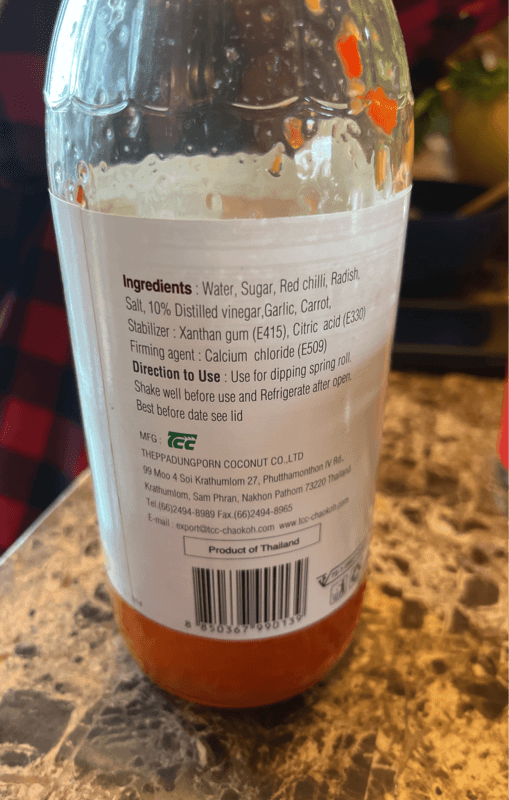 Ingredients : Water, Sugar, Red chilli, Radish,
Salt, 10% Distilled vinegar,Garlic, Carrot,
Stabilizer : Xanthan gum (E415), Citric acid (E330)
Firming agent : Calcium chloride (E509)
Direction to Use : Use for dipping spring roll.
Shake well before use and Refrigerate after open.
Best before date see lid
MFG : TCC
THEPPADUNGPORN COCONUT CO.,LTD
99 Moo 4 Soi Krathumlom 27, Phutthamonthon IV Rd.,
Krathumlom, Sam Phran, Nakhon Pathom 73220 Thailand
Tel.(66)2494-8989 Fax.(66)2494-8965
E-mail : export@tcc-chaokoh.com www.tcc-chaokoh.com
Product of Thailand
8 850367 990139